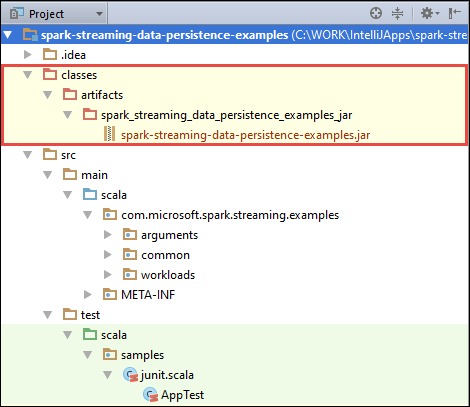 Project
spark-streaming-data-persistence-examples (C:\WORK\IntelliJApps\spark-stre
.idea
classes
artifacts
spark_streaming_data_persistence_examples_jar
spark-streaming-data-persistence-examples.jar
src
main
scala
com.microsoft.spark.streaming.examples
arguments
common
workloads
META-INF
test
scala
samples
junit.scala
AppTest